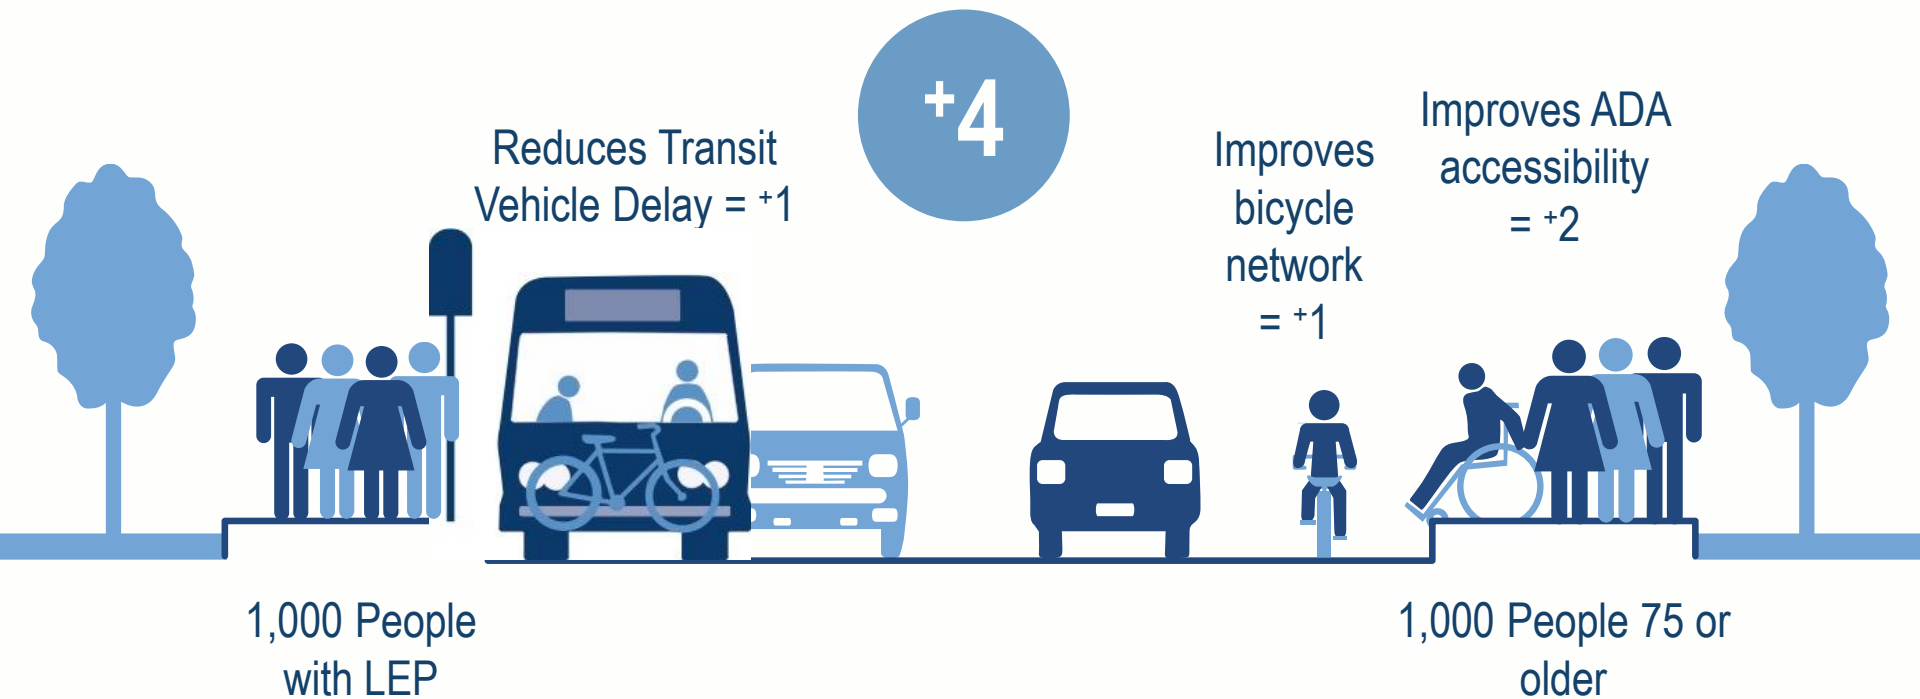 +4
Reduces Transit
Vehicle Delay = +1
Improves
bicycle
network
= +1
Improves ADA
accessibility
= +2
1,000 People
with LEP
1,000 People 75 or
older